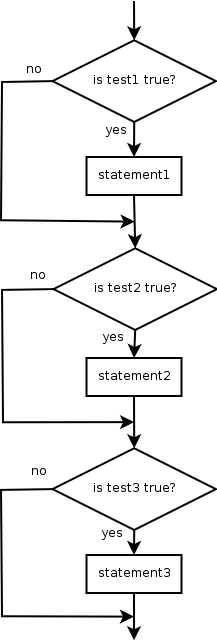 no
is test1 true?
yes
statement1
no
is test2 true?
yes
statement2
no
is test3 true?
yes
statement3